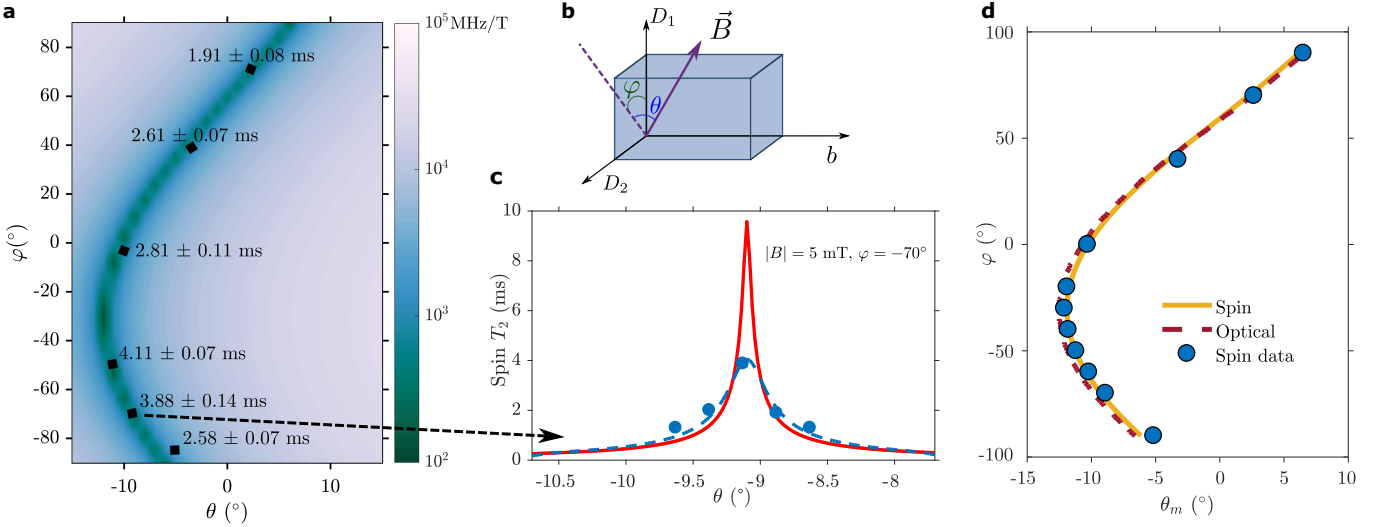 a
10⁵ MHz/T
10⁴
10³
10²
80
60
40
20
0
-20
-40
-60
-80
φ(°)
-10
0
10
θ (°)
1.91 ± 0.08 ms
2.61 ± 0.07 ms
2.81 ± 0.11 ms
4.11 ± 0.07 ms
3.88 ± 0.14 ms
2.58 ± 0.07 ms
b
D₁
B⃗
φ
θ
b
D₂
c
10
8
6
4
2
0
Spin T₂ (ms)
|B| = 5 mT, φ = −70°
-10.5
-10
-9.5
-9
-8.5
-8
θ (°)
d
100
50
0
-50
-100
φ (°)
Spin
Optical
Spin data
-15
-10
-5
0
5
10
θₘ (°)